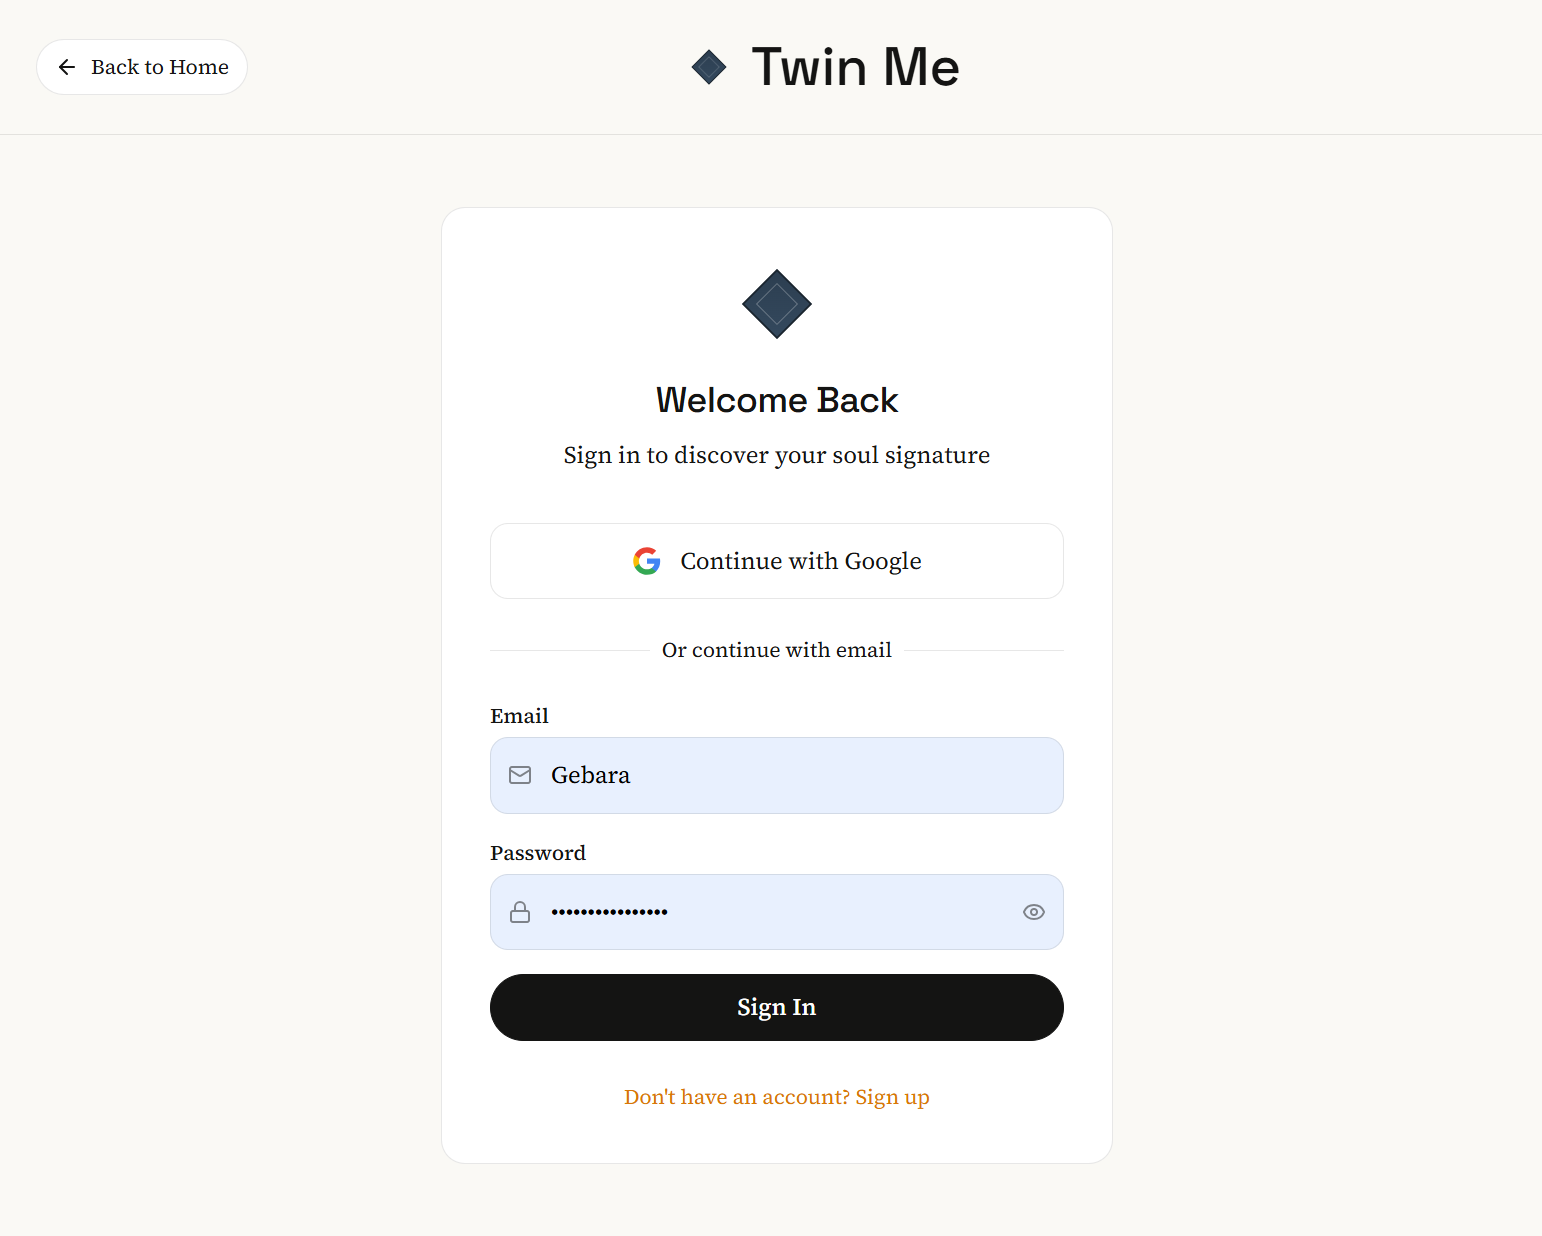 Back to Home
Twin Me
Welcome Back
Sign in to discover your soul signature
Continue with Google
Or continue with email
Email
Gebara
Password
••••••••••••••••
Sign In
Don't have an account? Sign up